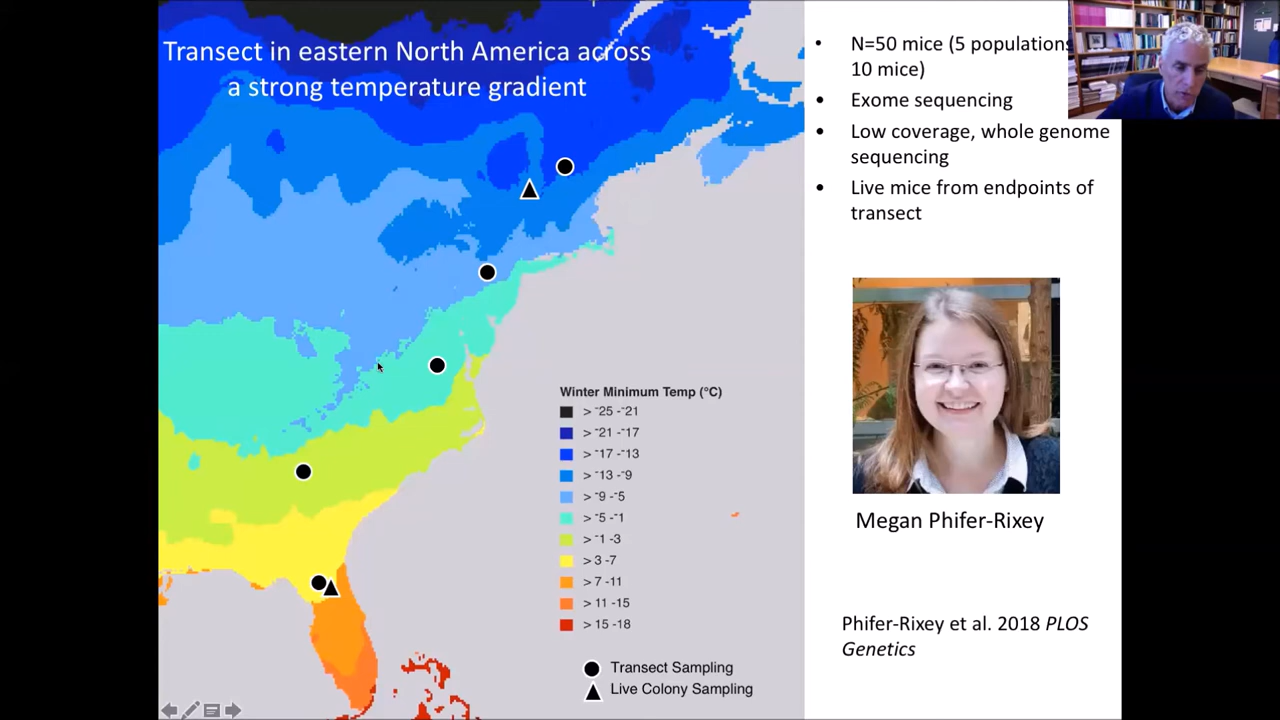 Transect in eastern North America across
a strong temperature gradient
• N=50 mice (5 populations
10 mice)
• Exome sequencing
• Low coverage, whole genome
sequencing
• Live mice from endpoints of
transect
Winter Minimum Temp (°C)
> ⁻25 -⁻21
> ⁻21 -⁻17
> ⁻17 -⁻13
> ⁻13 -⁻9
> ⁻9 -⁻5
> ⁻5 -⁻1
> ⁻1 -3
> 3 -7
> 7 -11
> 11 -15
> 15 -18
Transect Sampling
Live Colony Sampling
Megan Phifer-Rixey
Phifer-Rixey et al. 2018 PLOS
Genetics